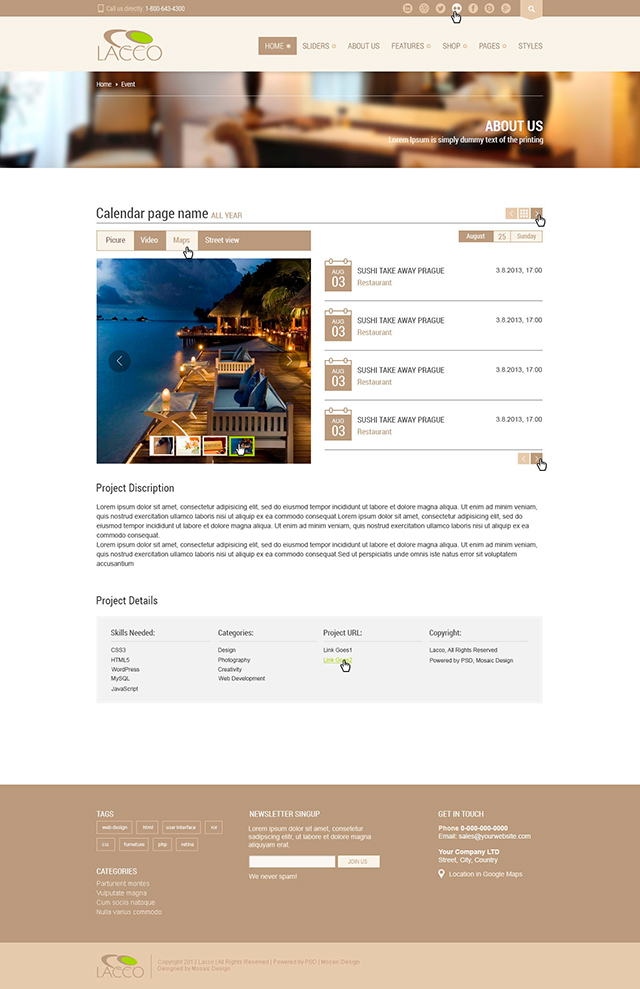 Call us directly 1-800-643-4300
LACCO
HOME
SLIDERS
ABOUT US
FEATURES
SHOP
PAGES
STYLES
Home
Event
ABOUT US
Lorem Ipsum is simply dummy text of the printing
Calendar page name ALL YEAR
Picure
Video
Maps
Street view
August
25
Sunday
AUG
03
SUSHI TAKE AWAY PRAGUE
3.8.2013, 17:00
Restaurant
AUG
03
SUSHI TAKE AWAY PRAGUE
3.8.2013, 17:00
Restaurant
AUG
03
SUSHI TAKE AWAY PRAGUE
3.8.2013, 17:00
Restaurant
AUG
03
SUSHI TAKE AWAY PRAGUE
3.8.2013, 17:00
Restaurant
Project Discription
Lorem ipsum dolor sit amet, consectetur adipisicing elit, sed do eiusmod tempor incididunt ut labore et dolore magna aliqua. Ut enim ad minim veniam,
quis nostrud exercitation ullamco laboris nisi ut aliquip ex ea commodo consequat Lorem ipsum dolor sit amet, consectetur adipisicing elit, sed do
eiusmod tempor incididunt ut labore et dolore magna aliqua. Ut enim ad minim veniam, quis nostrud exercitation ullamco laboris nisi ut aliquip ex ea
commodo consequat.
Lorem ipsum dolor sit amet, consectetur adipisicing elit, sed do eiusmod tempor incididunt ut labore et dolore magna aliqua. Ut enim ad minim veniam,
quis nostrud exercitation ullamco laboris nisi ut aliquip ex ea commodo consequat.Sed ut perspiciatis unde omnis iste natus error sit voluptatem
accusantium
Project Details
Skills Needed:
CSS3
HTML5
WordPress
MySQL
JavaScript
Categories:
Design
Photography
Creativity
Web Development
Project URL:
Link Goes1
Link
Copyright:
Lacco, All Rights Reserved
Powered by PSD, Mosaic Design
TAGS
web design
html
user interface
ror
css
furneture
php
retina
CATEGORIES
Parturient montes
Vulputate magna
Cum sociis natoque
Nulla varius commodo
NEWSLETTER SINGUP
Lorem ipsum dolor sit amet, consetetur
sadipscing elitr, sed diam voluptua magna
aliquyam erat.
JOIN US
We never spam!
GET IN TOUCH
Phone 0-000-000-0000
Email: sales@yourwebsite.com
Your Company LTD
Street, City, Country
Location in Google Maps
LACCO
Copyright 2013 Lacco | All Rights Reserved | Powered by PSD | Mosaic Design
Designed by Mosaic Design